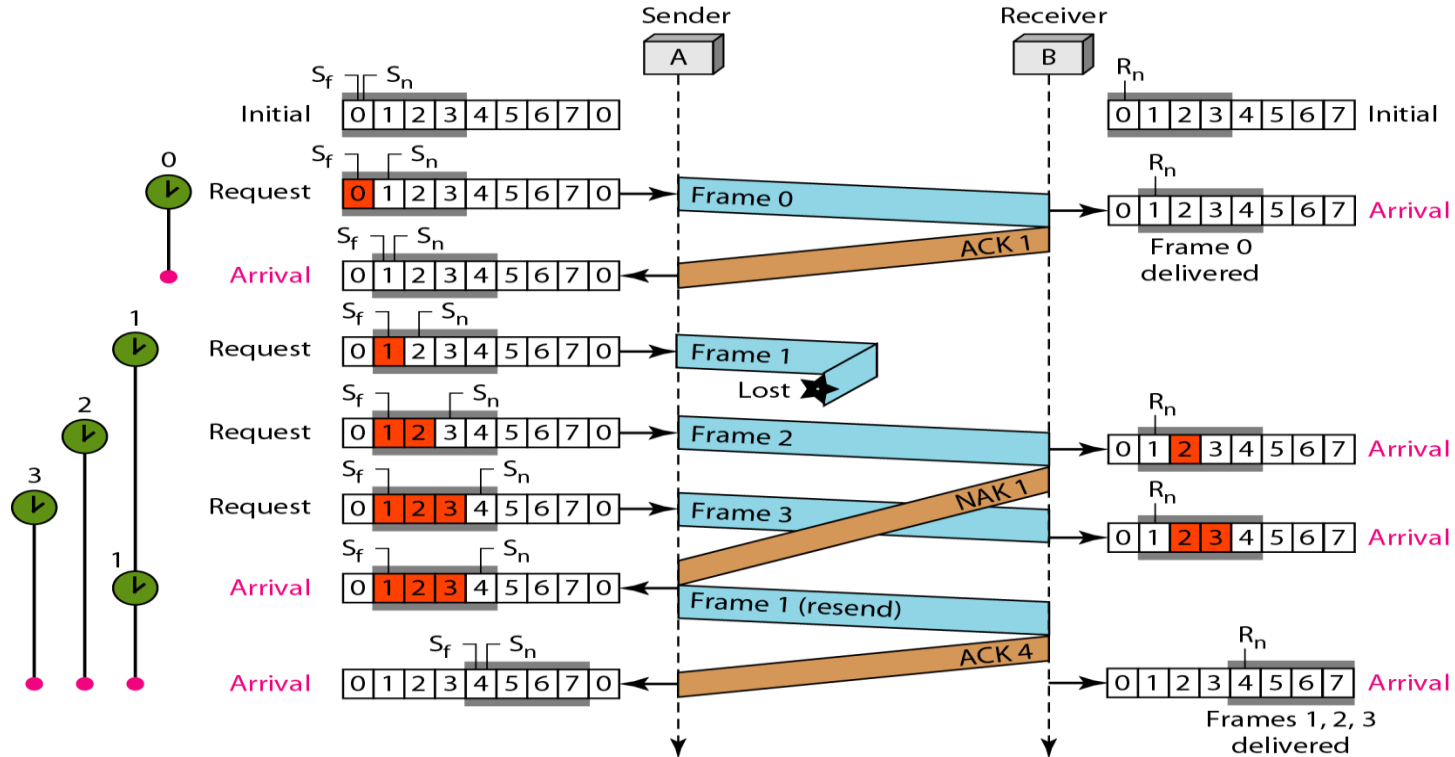 Sender
Receiver
A
B
Sf Sn
Rn
Initial 0 1 2 3 4 5 6 7 0
0 1 2 3 4 5 6 7 Initial
0
Sf Sn
Request 0 1 2 3 4 5 6 7 0
Frame 0
Rn
0 1 2 3 4 5 6 7 Arrival
Frame 0
delivered
ACK 1
Sf Sn
Arrival 0 1 2 3 4 5 6 7 0
1
Sf Sn
Request 0 1 2 3 4 5 6 7 0
Frame 1
Lost
2
Sf Sn
Request 0 1 2 3 4 5 6 7 0
Frame 2
Rn
0 1 2 3 4 5 6 7 Arrival
NAK 1
3
Sf Sn
Request 0 1 2 3 4 5 6 7 0
Frame 3
Rn
0 1 2 3 4 5 6 7 Arrival
1
Sf Sn
Arrival 0 1 2 3 4 5 6 7 0
Frame 1 (resend)
ACK 4
Sf Sn
Arrival 0 1 2 3 4 5 6 7 0
Rn
0 1 2 3 4 5 6 7 Arrival
Frames 1, 2, 3
delivered